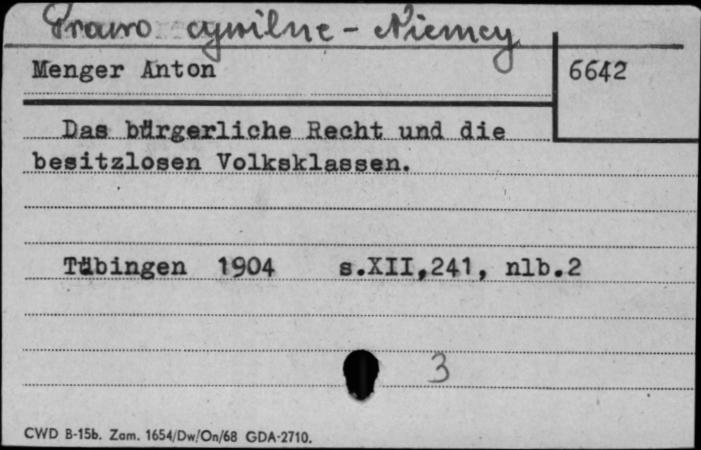 Prawo cywilne - Niemcy
Menger Anton
6642
Das bürgerliche Recht und die
besitzlosen Volksklassen.
Tübingen 1904 s.XII,241, nlb.2
3
CWD B-15b. Zam. 1654/Dw/On/68 GDA-2710.